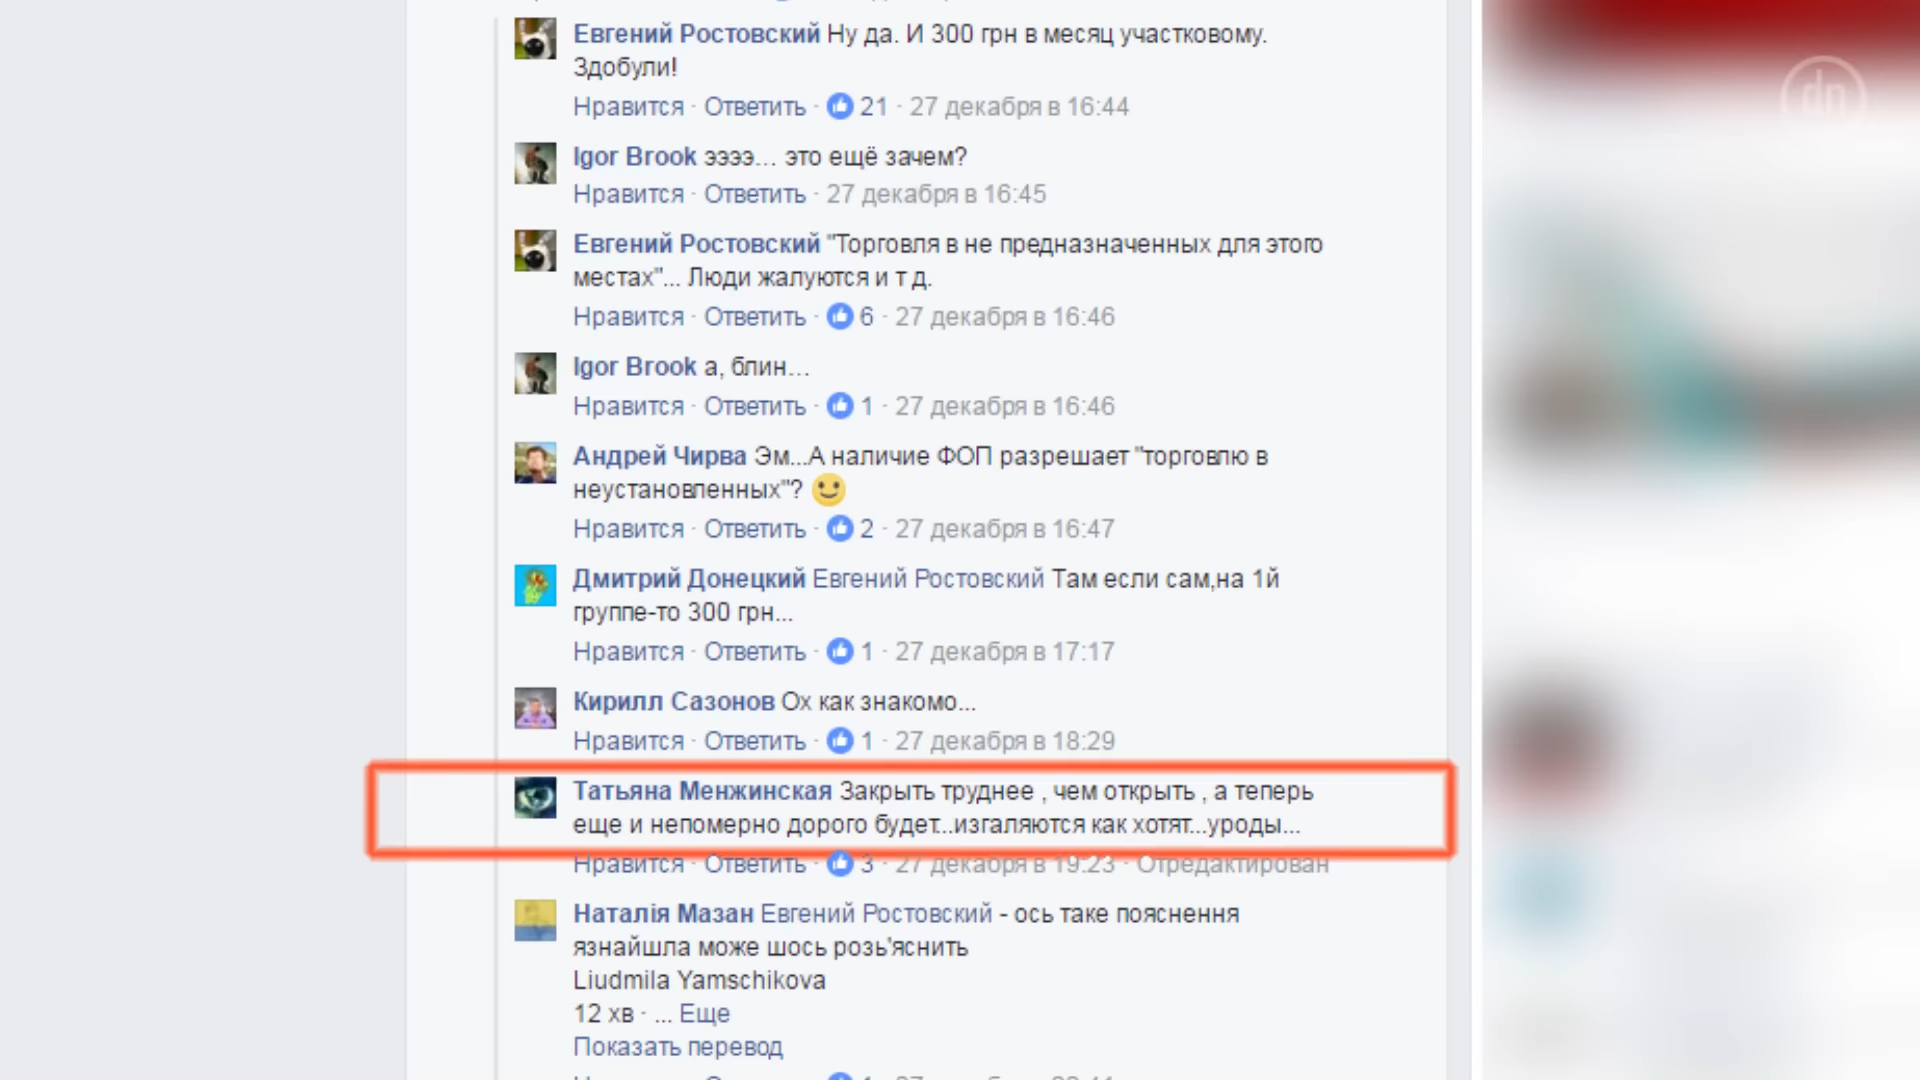 Евгений Ростовский Ну да. И 300 грн в месяц участковому.
Здобули!
Нравится · Ответить · 21 · 27 декабря в 16:44
Igor Brook ээээ... это ещё зачем?
Нравится · Ответить · 27 декабря в 16:45
Евгений Ростовский "Торговля в не предназначенных для этого
местах"... Люди жалуются и т д.
Нравится · Ответить · 6 · 27 декабря в 16:46
Igor Brook а, блин...
Нравится · Ответить · 1 · 27 декабря в 16:46
Андрей Чирва Эм...А наличие ФОП разрешает "торговлю в
неустановленных"?
Нравится · Ответить · 2 · 27 декабря в 16:47
Дмитрий Донецкий Евгений Ростовский Там если сам,на 1й
группе-то 300 грн...
Нравится · Ответить · 1 · 27 декабря в 17:17
Кирилл Сазонов Ох как знакомо...
Нравится · Ответить · 1 · 27 декабря в 18:29
Татьяна Менжинская Закрыть труднее , чем открыть , а теперь
еще и непомерно дорого будет...изгаляются как хотят...уроды...
Нравится · Ответить · 3 · 27 декабря в 19:23 · Отредактирован
Наталія Мазан Евгений Ростовский - ось таке пояснення
язнайшла може шось розь'яснить
Liudmila Yamschikova
12 хв · ... Еще
Показать перевод
dn